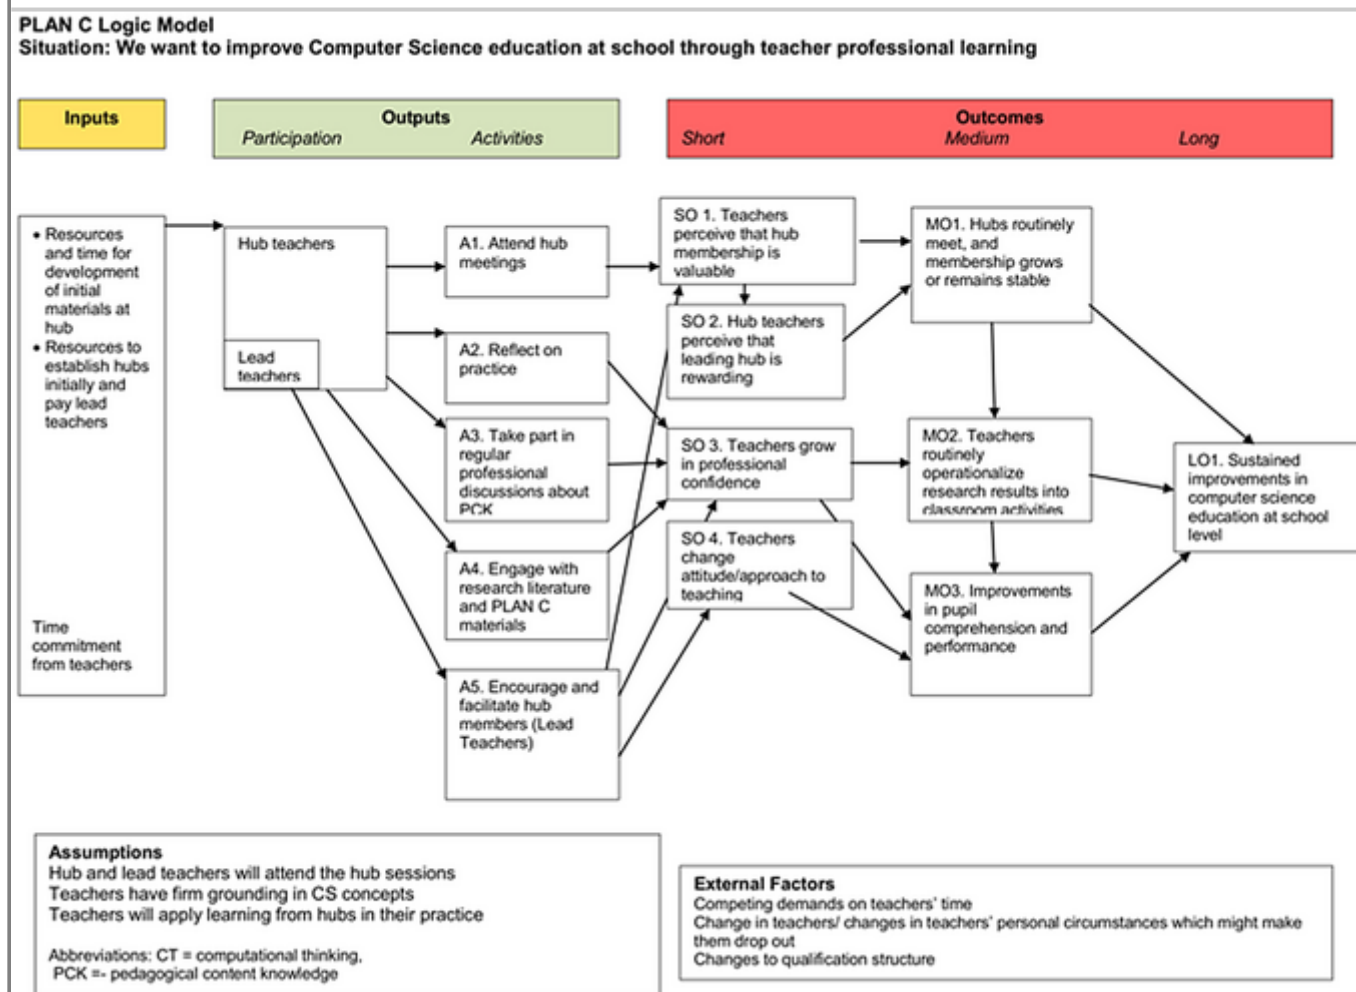 PLAN C Logic Model
Situation: We want to improve Computer Science education at school through teacher professional learning
Inputs
Outputs
Participation
Activities
Outcomes
Short
Medium
Long
• Resources
and time for
development
of initial
materials at
hub
• Resources to
establish hubs
initially and
pay lead
teachers
Time
commitment
from teachers
Hub teachers
Lead
teachers
A1. Attend hub
meetings
A2. Reflect on
practice
A3. Take part in
regular
professional
discussions about
PCK
A4. Engage with
research literature
and PLAN C
materials
A5. Encourage and
facilitate hub
members (Lead
Teachers)
SO 1. Teachers
perceive that hub
membership is
valuable
SO 2. Hub teachers
perceive that
leading hub is
rewarding
SO 3. Teachers grow
in professional
confidence
SO 4. Teachers
change
attitude/approach to
teaching
MO1. Hubs routinely
meet, and
membership grows
or remains stable
MO2. Teachers
routinely
operationalize
research results into
classroom activities
MO3. Improvements
in pupil
comprehension and
performance
LO1. Sustained
improvements in
computer science
education at school
level
Assumptions
Hub and lead teachers will attend the hub sessions
Teachers have firm grounding in CS concepts
Teachers will apply learning from hubs in their practice
Abbreviations: CT = computational thinking,
PCK =- pedagogical content knowledge
External Factors
Competing demands on teachers' time
Change in teachers/ changes in teachers' personal circumstances which might make
them drop out
Changes to qualification structure